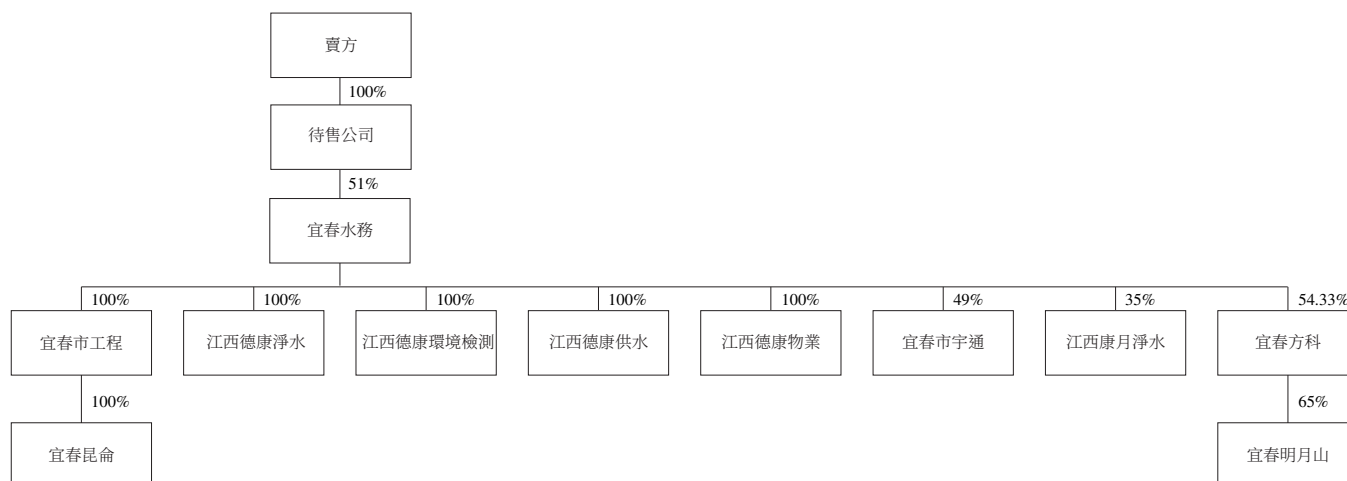 賣方
100%
待售公司
51%
宜春水務
100% 100% 100% 100% 100% 49% 35% 54.33%
宜春市工程 江西德康淨水 江西德康環境檢測 江西德康供水 江西德康物業 宜春市宇通 江西康月淨水 宜春方科
100% 65%
宜春昆侖 宜春明月山